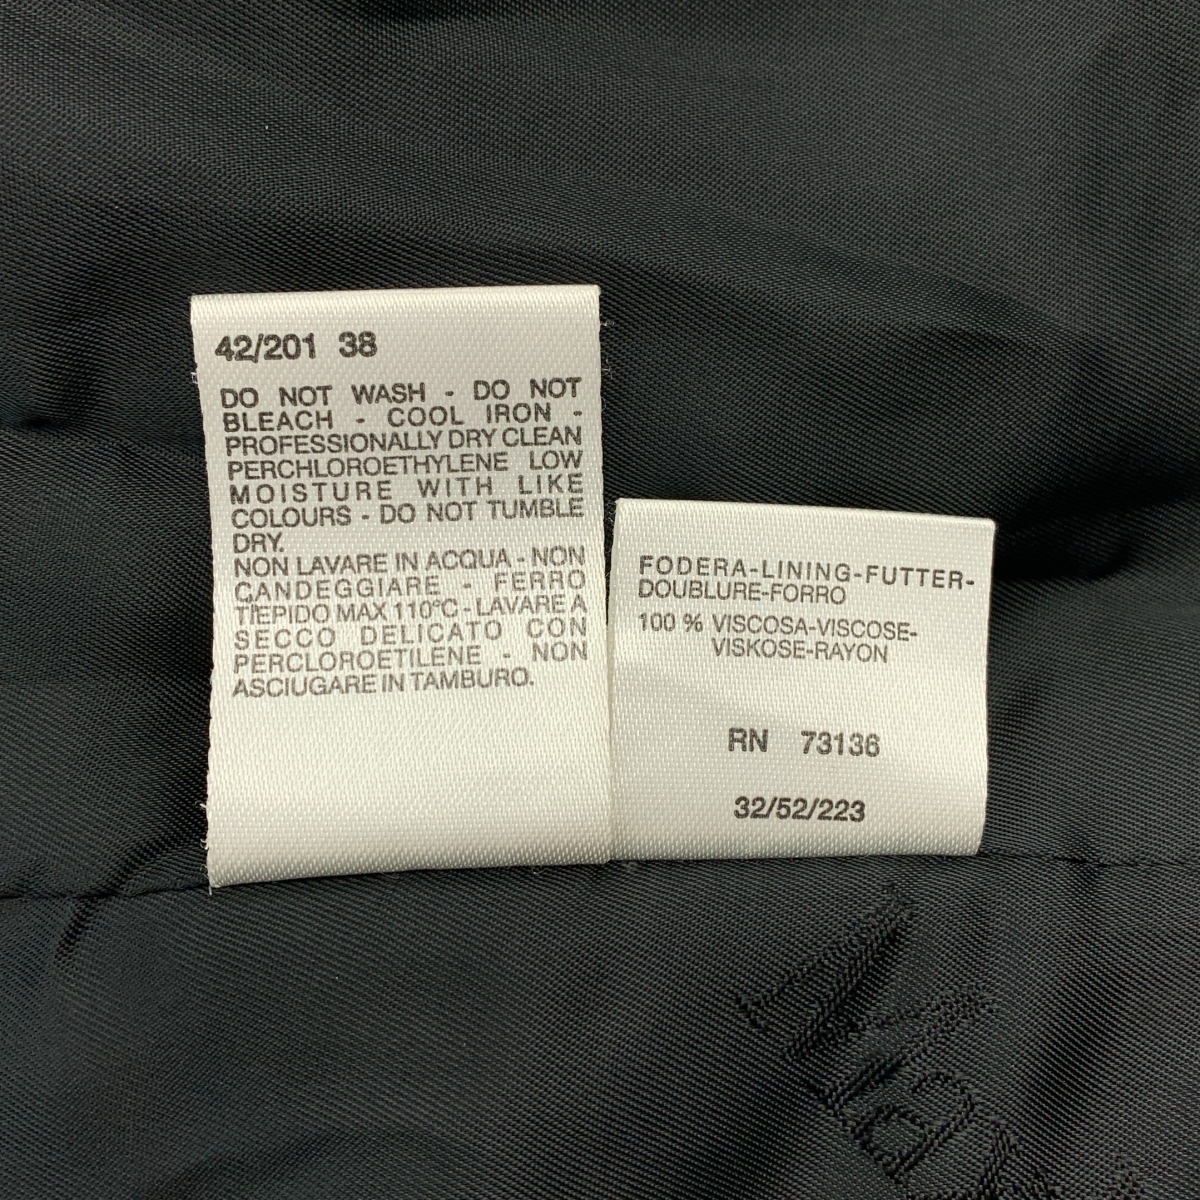 42/201 38
DO NOT WASH - DO NOT
BLEACH - COOL IRON -
PROFESSIONALLY DRY CLEAN
PERCHLOROETHYLENE LOW
MOISTURE WITH LIKE
COLOURS - DO NOT TUMBLE
DRY.
NON LAVARE IN ACQUA - NON
CANDEGGIARE - FERRO
TIEPIDO MAX 110°C - LAVARE A
SECCO DELICATO CON
PERCLOROETILENE - NON
ASCIUGARE IN TAMBURO.
FODERA-LINING-FUTTER-
DOUBLURE-FORRO
100 % VISCOSA-VISCOSE-
VISKOSE-RAYON
RN 73136
32/52/223